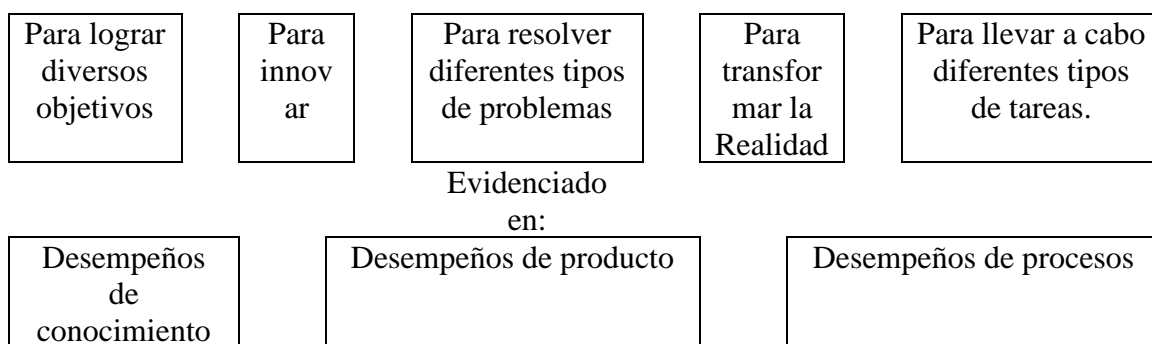 Para lograr
diversos
objetivos
Para
innov
ar
Para resolver
diferentes tipos
de problemas
Para
transfor
mar la
Realidad
Para llevar a cabo
diferentes tipos
de tareas.
Evidenciado
en:
Desempeños
de
conocimiento
Desempeños de producto
Desempeños de procesos